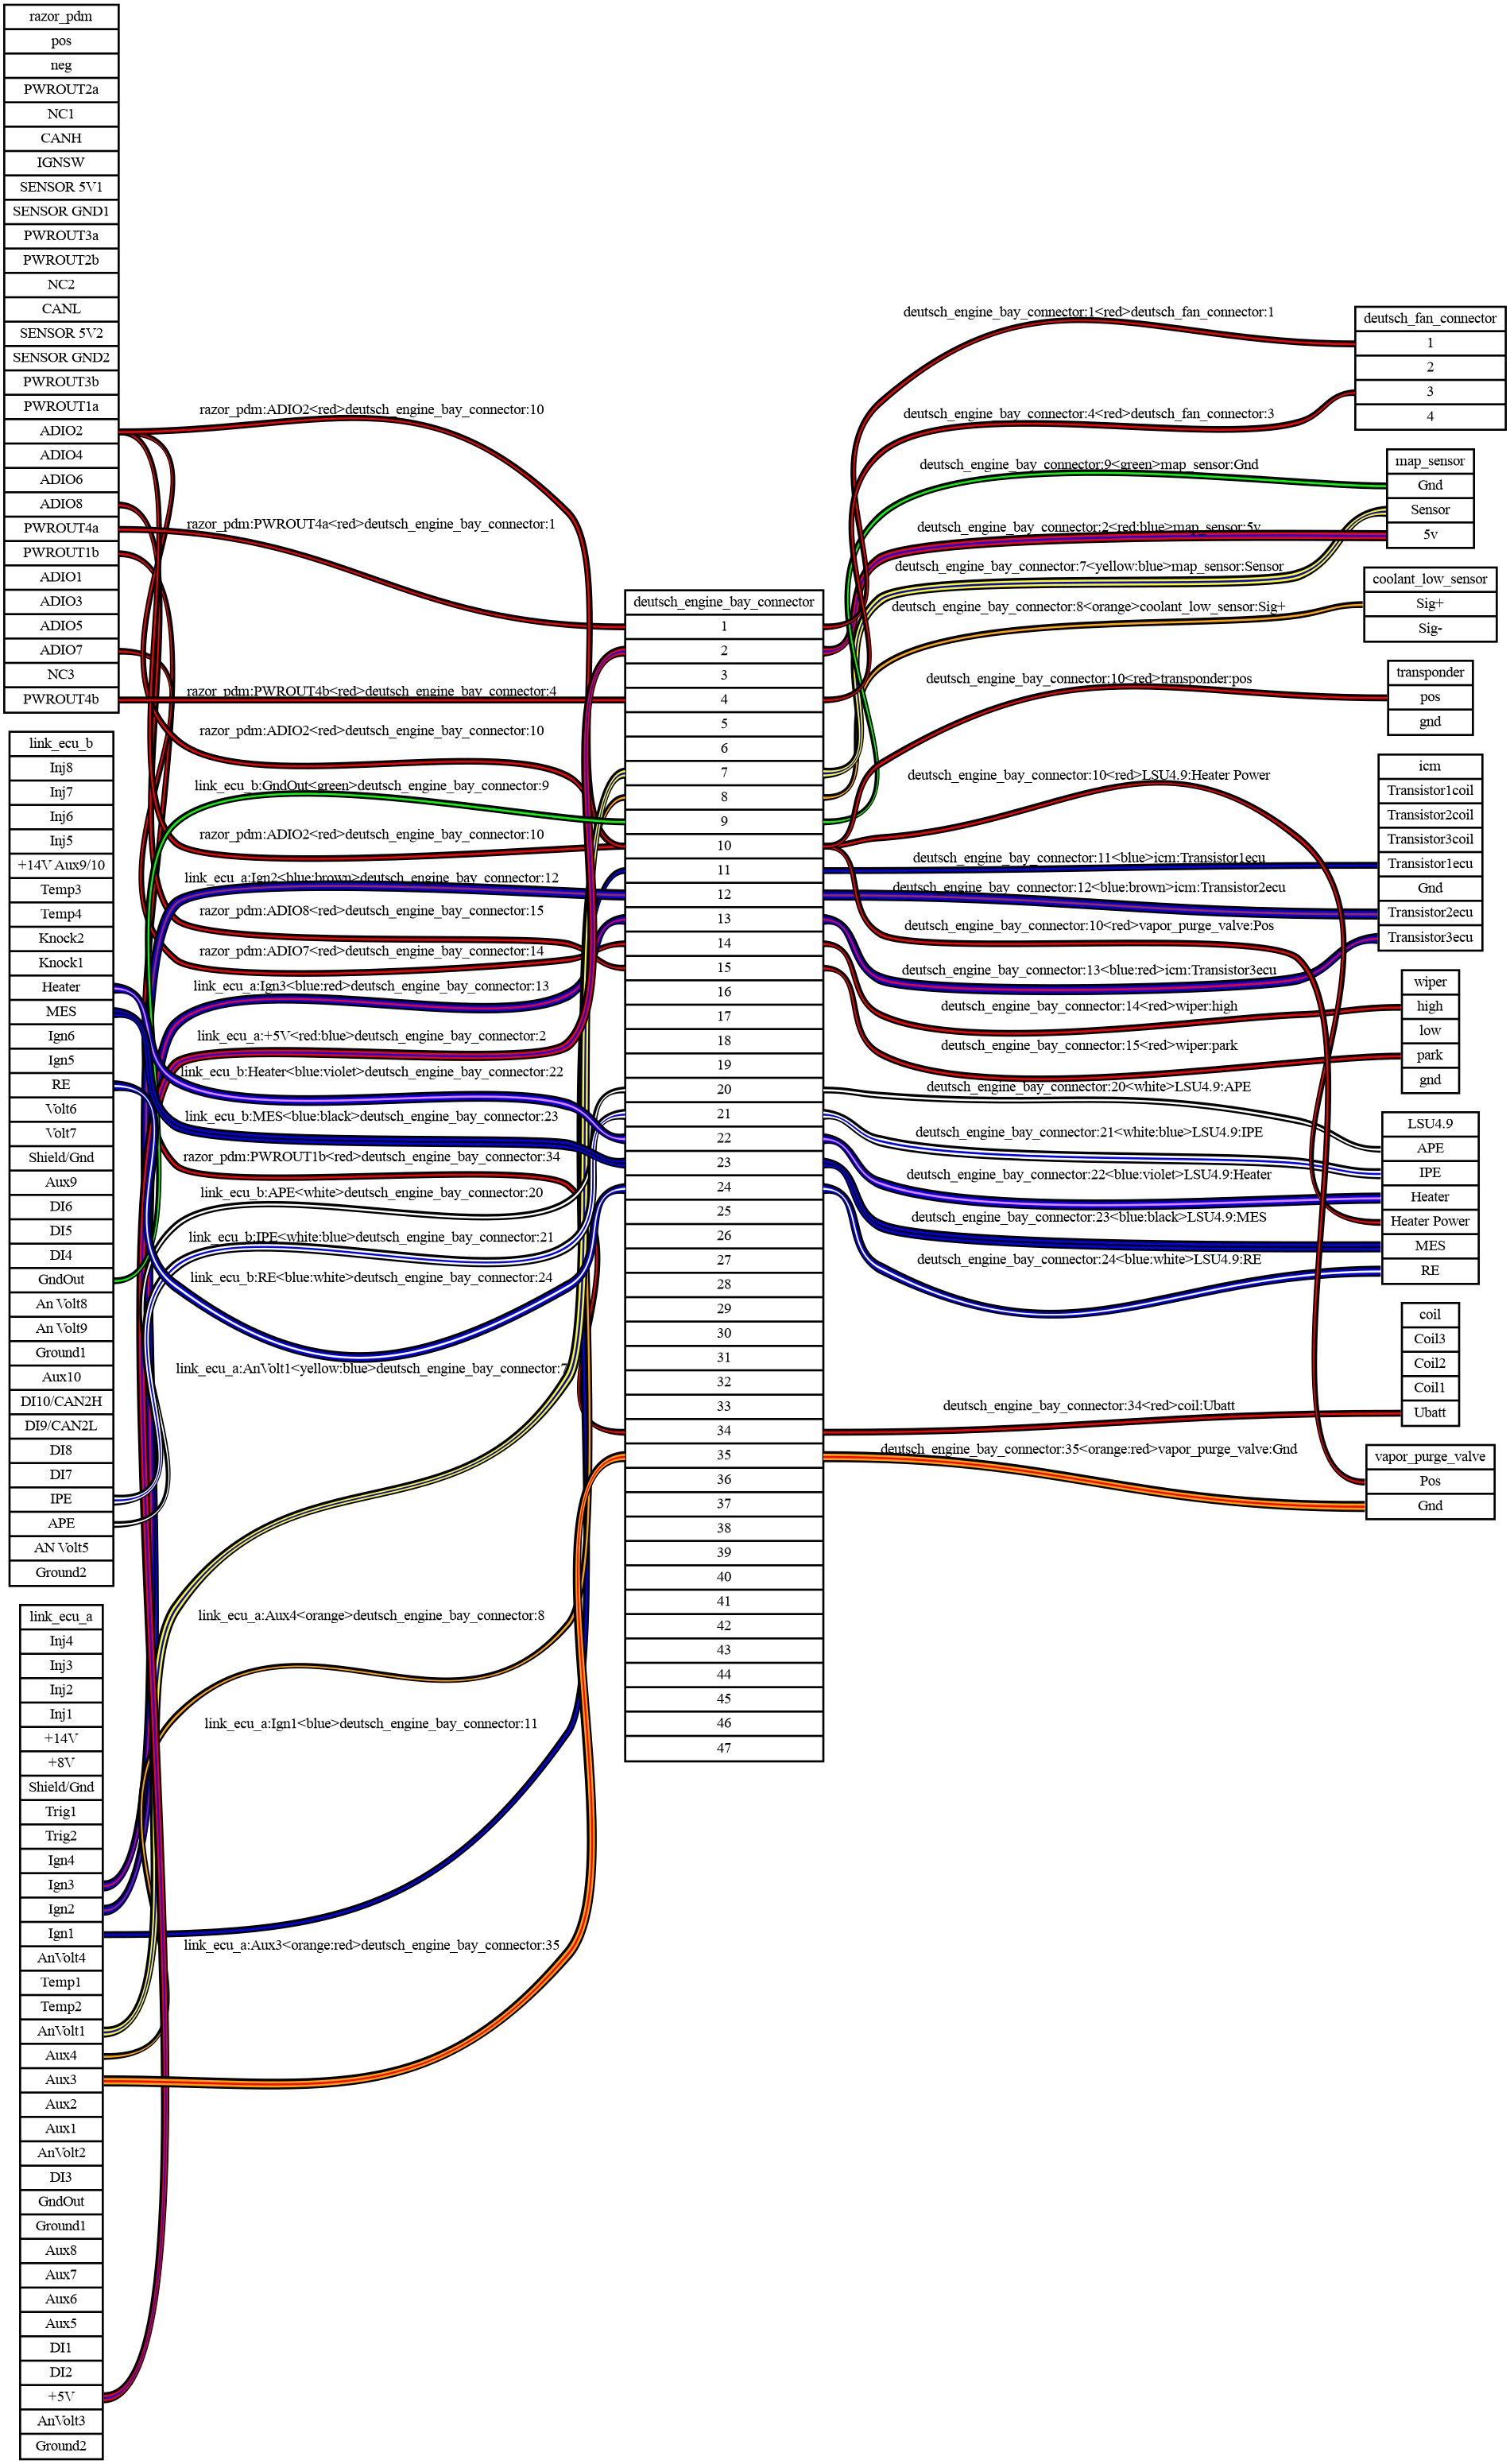 razor_pdm
pos
neg
PWROUT2a
NC1
CANH
IGNSW
SENSOR 5V1
SENSOR GND1
PWROUT3a
PWROUT2b
NC2
CANL
SENSOR 5V2
SENSOR GND2
PWROUT3b
PWROUT1a
ADIO2
ADIO4
ADIO6
ADIO8
PWROUT4a
PWROUT1b
ADIO1
ADIO3
ADIO5
ADIO7
NC3
PWROUT4b
link_ecu_b
Inj8
Inj7
Inj6
Inj5
+14V Aux9/10
Temp3
Temp4
Knock2
Knock1
Heater
MES
Ign6
Ign5
RE
Volt6
Volt7
Shield/Gnd
Aux9
DI6
DI5
DI4
GndOut
An Volt8
An Volt9
Ground1
Aux10
DI10/CAN2H
DI9/CAN2L
DI8
DI7
IPE
APE
AN Volt5
Ground2
link_ecu_a
Inj4
Inj3
Inj2
Inj1
+14V
+8V
Shield/Gnd
Trig1
Trig2
Ign4
Ign3
Ign2
Ign1
AnVolt4
Temp1
Temp2
AnVolt1
Aux4
Aux3
Aux2
Aux1
AnVolt2
DI3
GndOut
Ground1
Aux8
Aux7
Aux6
Aux5
DI1
DI2
+5V
AnVolt3
Ground2
razor_pdm:ADIO2<red>deutsch_engine_bay_connector:10
razor_pdm:PWROUT4a<red>deutsch_engine_bay_connector:1
razor_pdm:PWROUT4b<red>deutsch_engine_bay_connector:4
razor_pdm:ADIO2<red>deutsch_engine_bay_connector:10
link_ecu_b:GndOut<green>deutsch_engine_bay_connector:9
razor_pdm:ADIO2<red>deutsch_engine_bay_connector:10
link_ecu_a:Ign2<blue:brown>deutsch_engine_bay_connector:12
razor_pdm:ADIO8<red>deutsch_engine_bay_connector:15
razor_pdm:ADIO7<red>deutsch_engine_bay_connector:14
link_ecu_a:Ign3<blue:red>deutsch_engine_bay_connector:13
link_ecu_a:+5V<red:blue>deutsch_engine_bay_connector:2
link_ecu_b:Heater<blue:violet>deutsch_engine_bay_connector:22
link_ecu_b:MES<blue:black>deutsch_engine_bay_connector:23
razor_pdm:PWROUT1b<red>deutsch_engine_bay_connector:34
link_ecu_b:APE<white>deutsch_engine_bay_connector:20
link_ecu_b:IPE<white:blue>deutsch_engine_bay_connector:21
link_ecu_b:RE<blue:white>deutsch_engine_bay_connector:24
link_ecu_a:AnVolt1<yellow:blue>deutsch_engine_bay_connector:7
link_ecu_a:Aux4<orange>deutsch_engine_bay_connector:8
link_ecu_a:Ign1<blue>deutsch_engine_bay_connector:11
link_ecu_a:Aux3<orange:red>deutsch_engine_bay_connector:35
deutsch_engine_bay_connector
1
2
3
4
5
6
7
8
9
10
11
12
13
14
15
16
17
18
19
20
21
22
23
24
25
26
27
28
29
30
31
32
33
34
35
36
37
38
39
40
41
42
43
44
45
46
47
deutsch_engine_bay_connector:1<red>deutsch_fan_connector:1
deutsch_engine_bay_connector:4<red>deutsch_fan_connector:3
deutsch_engine_bay_connector:9<green>map_sensor:Gnd
deutsch_engine_bay_connector:2<red:blue>map_sensor:5v
deutsch_engine_bay_connector:7<yellow:blue>map_sensor:Sensor
deutsch_engine_bay_connector:8<orange>coolant_low_sensor:Sig+
deutsch_engine_bay_connector:10<red>transponder:pos
deutsch_engine_bay_connector:10<red>LSU4.9:Heater Power
deutsch_engine_bay_connector:11<blue>icm:Transistor1ecu
deutsch_engine_bay_connector:12<blue:brown>icm:Transistor2ecu
deutsch_engine_bay_connector:10<red>vapor_purge_valve:Pos
deutsch_engine_bay_connector:13<blue:red>icm:Transistor3ecu
deutsch_engine_bay_connector:14<red>wiper:high
deutsch_engine_bay_connector:15<red>wiper:park
deutsch_engine_bay_connector:20<white>LSU4.9:APE
deutsch_engine_bay_connector:21<white:blue>LSU4.9:IPE
deutsch_engine_bay_connector:22<blue:violet>LSU4.9:Heater
deutsch_engine_bay_connector:23<blue:black>LSU4.9:MES
deutsch_engine_bay_connector:24<blue:white>LSU4.9:RE
deutsch_engine_bay_connector:34<red>coil:Ubatt
deutsch_engine_bay_connector:35<orange:red>vapor_purge_valve:Gnd
deutsch_fan_connector
1
2
3
4
map_sensor
Gnd
Sensor
5v
coolant_low_sensor
Sig+
Sig-
transponder
pos
gnd
icm
Transistor1coil
Transistor2coil
Transistor3coil
Transistor1ecu
Gnd
Transistor2ecu
Transistor3ecu
wiper
high
low
park
gnd
LSU4.9
APE
IPE
Heater
Heater Power
MES
RE
coil
Coil3
Coil2
Coil1
Ubatt
vapor_purge_valve
Pos
Gnd